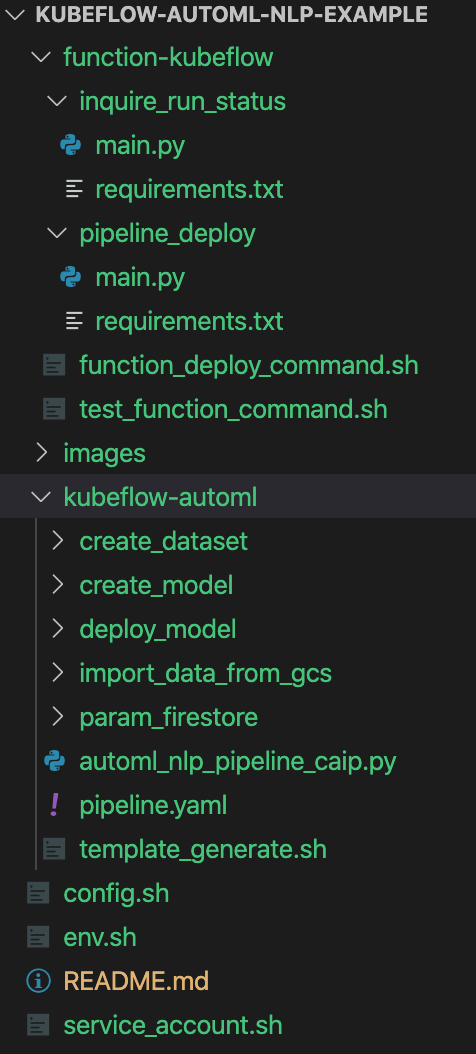 KUBEFLOW-AUTOML-NLP-EXAMPLE
function-kubeflow
inquire_run_status
main.py
requirements.txt
pipeline_deploy
main.py
requirements.txt
function_deploy_command.sh
test_function_command.sh
images
kubeflow-automl
create_dataset
create_model
deploy_model
import_data_from_gcs
param_firestore
automl_nlp_pipeline_caip.py
pipeline.yaml
template_generate.sh
config.sh
env.sh
README.md
service_account.sh